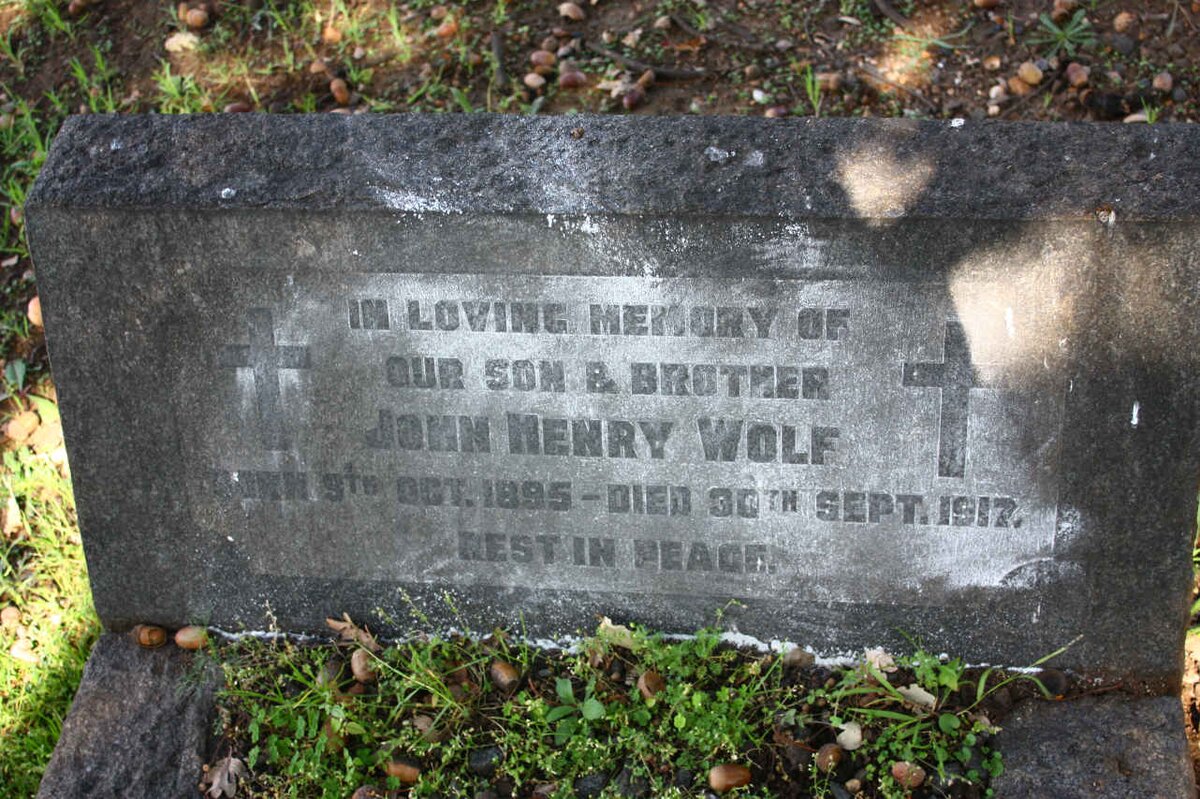 IN LOVING MEMORY OF
OUR SON & BROTHER
JOHN HENRY WOLF
BORN 9TH OCT. 1895 - DIED 30TH SEPT. 1917.
REST IN PEACE.